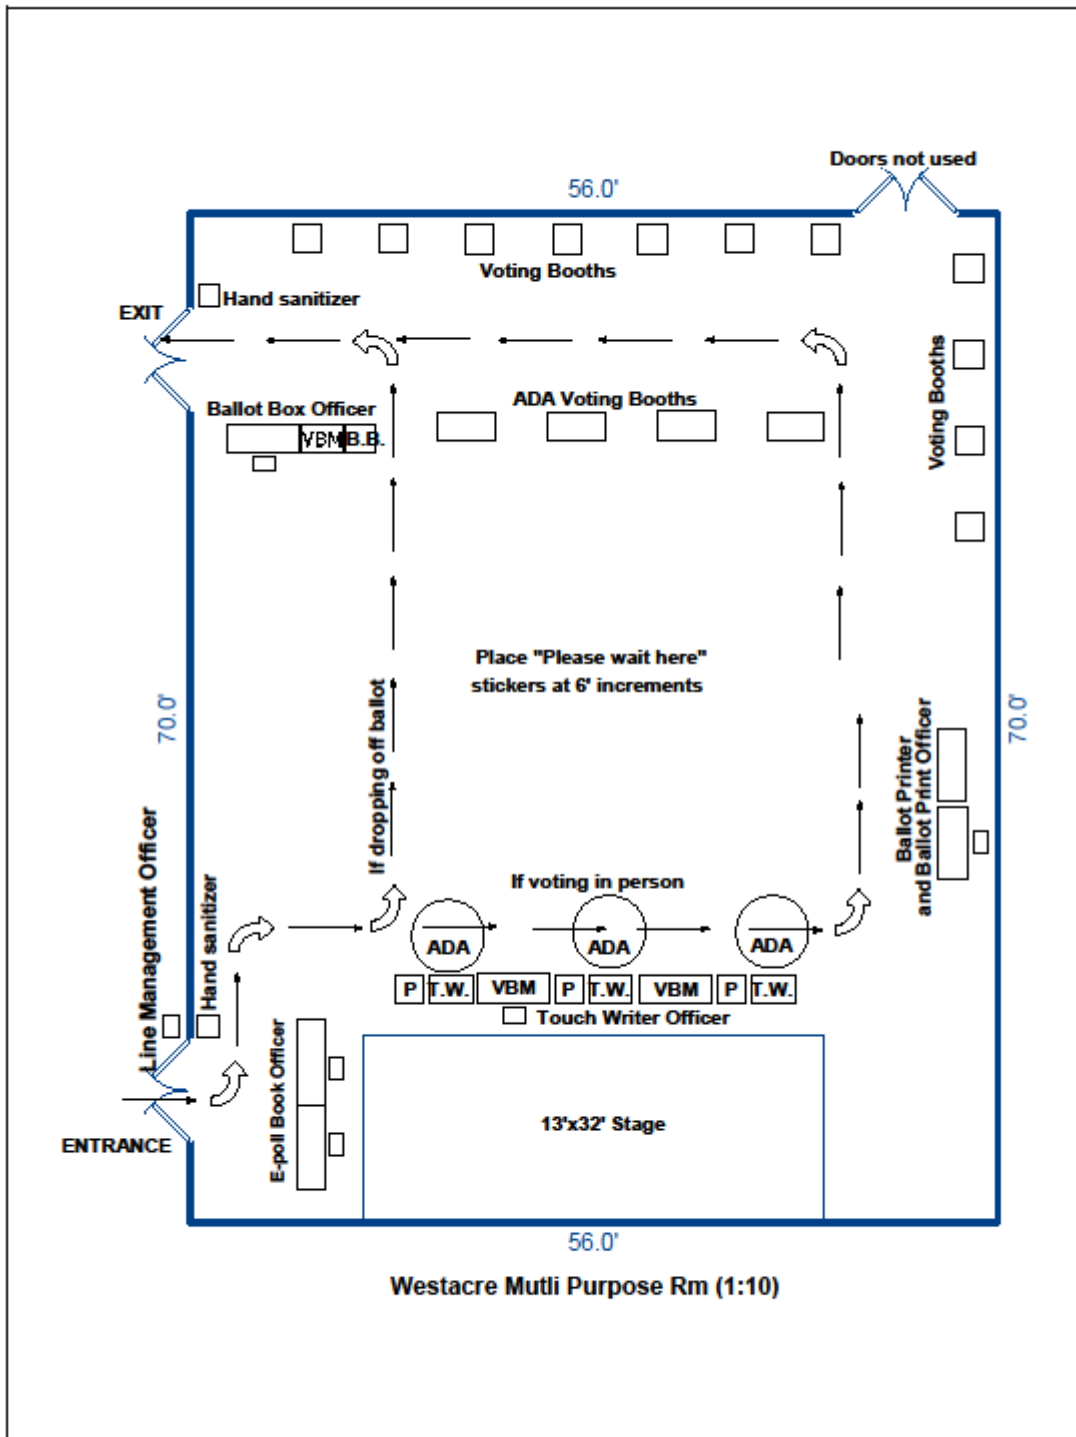 Doors not used
56.0'
Voting Booths
Hand sanitizer
EXIT
Voting Booths
Ballot Box Officer
ADA Voting Booths
VBM
B.B.
Place "Please wait here"
stickers at 6' increments
70.0'
70.0'
If dropping off ballot
Ballot Printer
and Ballot Print Officer
Line Management Officer
Hand sanitizer
If voting in person
ADA
ADA
ADA
P
T.W.
VBM
P
T.W.
VBM
P
T.W.
Touch Writer Officer
E-poll Book Officer
13'x32' Stage
ENTRANCE
56.0'
Westacre Mutli Purpose Rm (1:10)